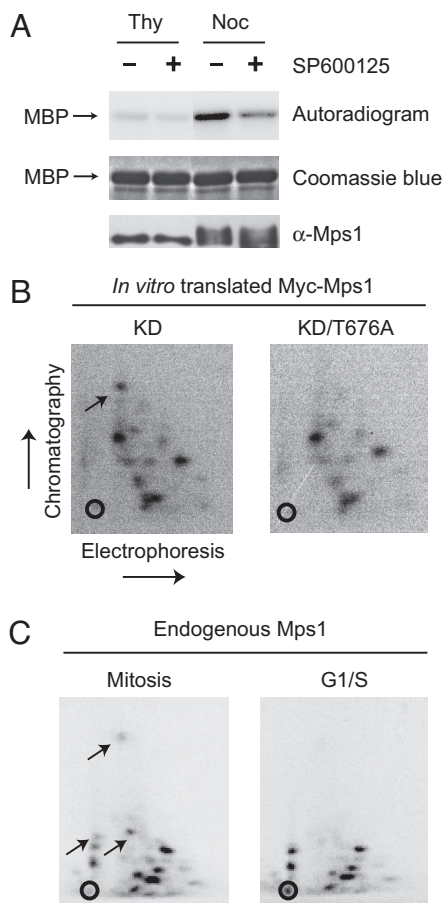 A
Thy Noc
– + – + SP600125
MBP → Autoradiogram
MBP → Coomassie blue
α-Mps1
B
In vitro translated Myc-Mps1
KD KD/T676A
Chromatography
Electrophoresis
C
Endogenous Mps1
Mitosis G1/S